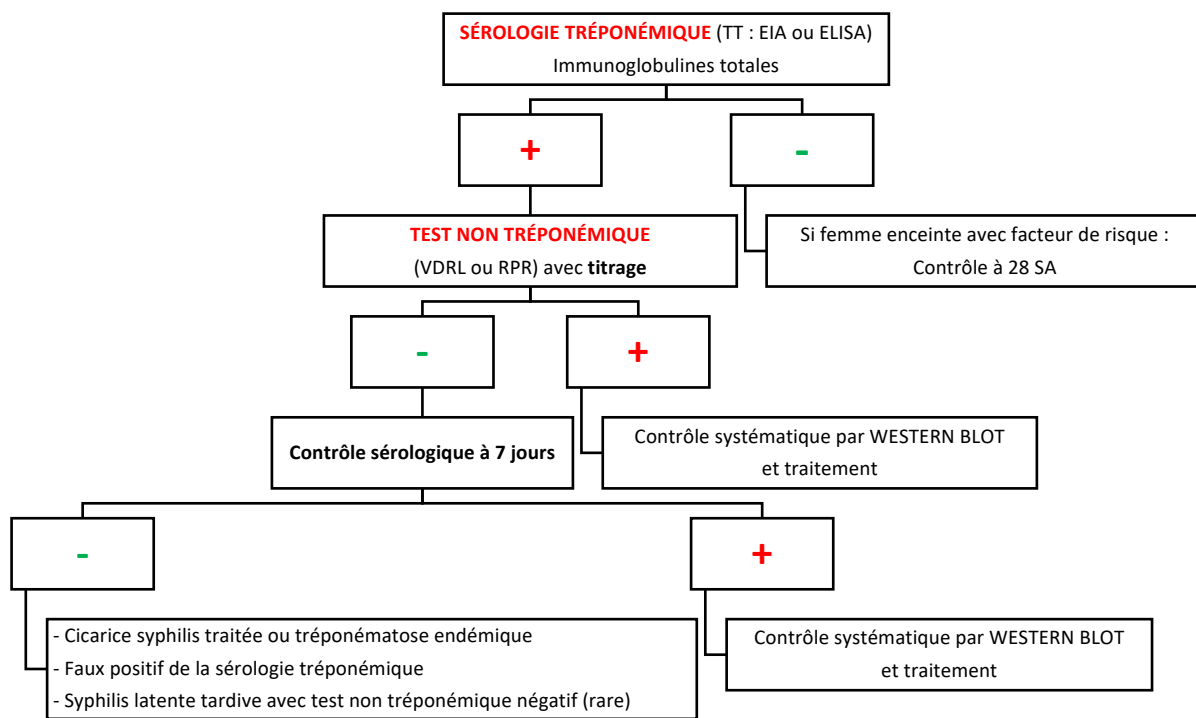 SÉROLOGIE TRÉPONÉMIQUE (TT : EIA ou ELISA)
Immunoglobulines totales
+
-
TEST NON TRÉPONÉMIQUE
(VDRL ou RPR) avec titrage
Si femme enceinte avec facteur de risque :
Contrôle à 28 SA
-
+
Contrôle sérologique à 7 jours
Contrôle systématique par WESTERN BLOT
et traitement
-
+
- Cicarice syphilis traitée ou tréponématose endémique
- Faux positif de la sérologie tréponémique
- Syphilis latente tardive avec test non tréponémique négatif (rare)
Contrôle systématique par WESTERN BLOT
et traitement